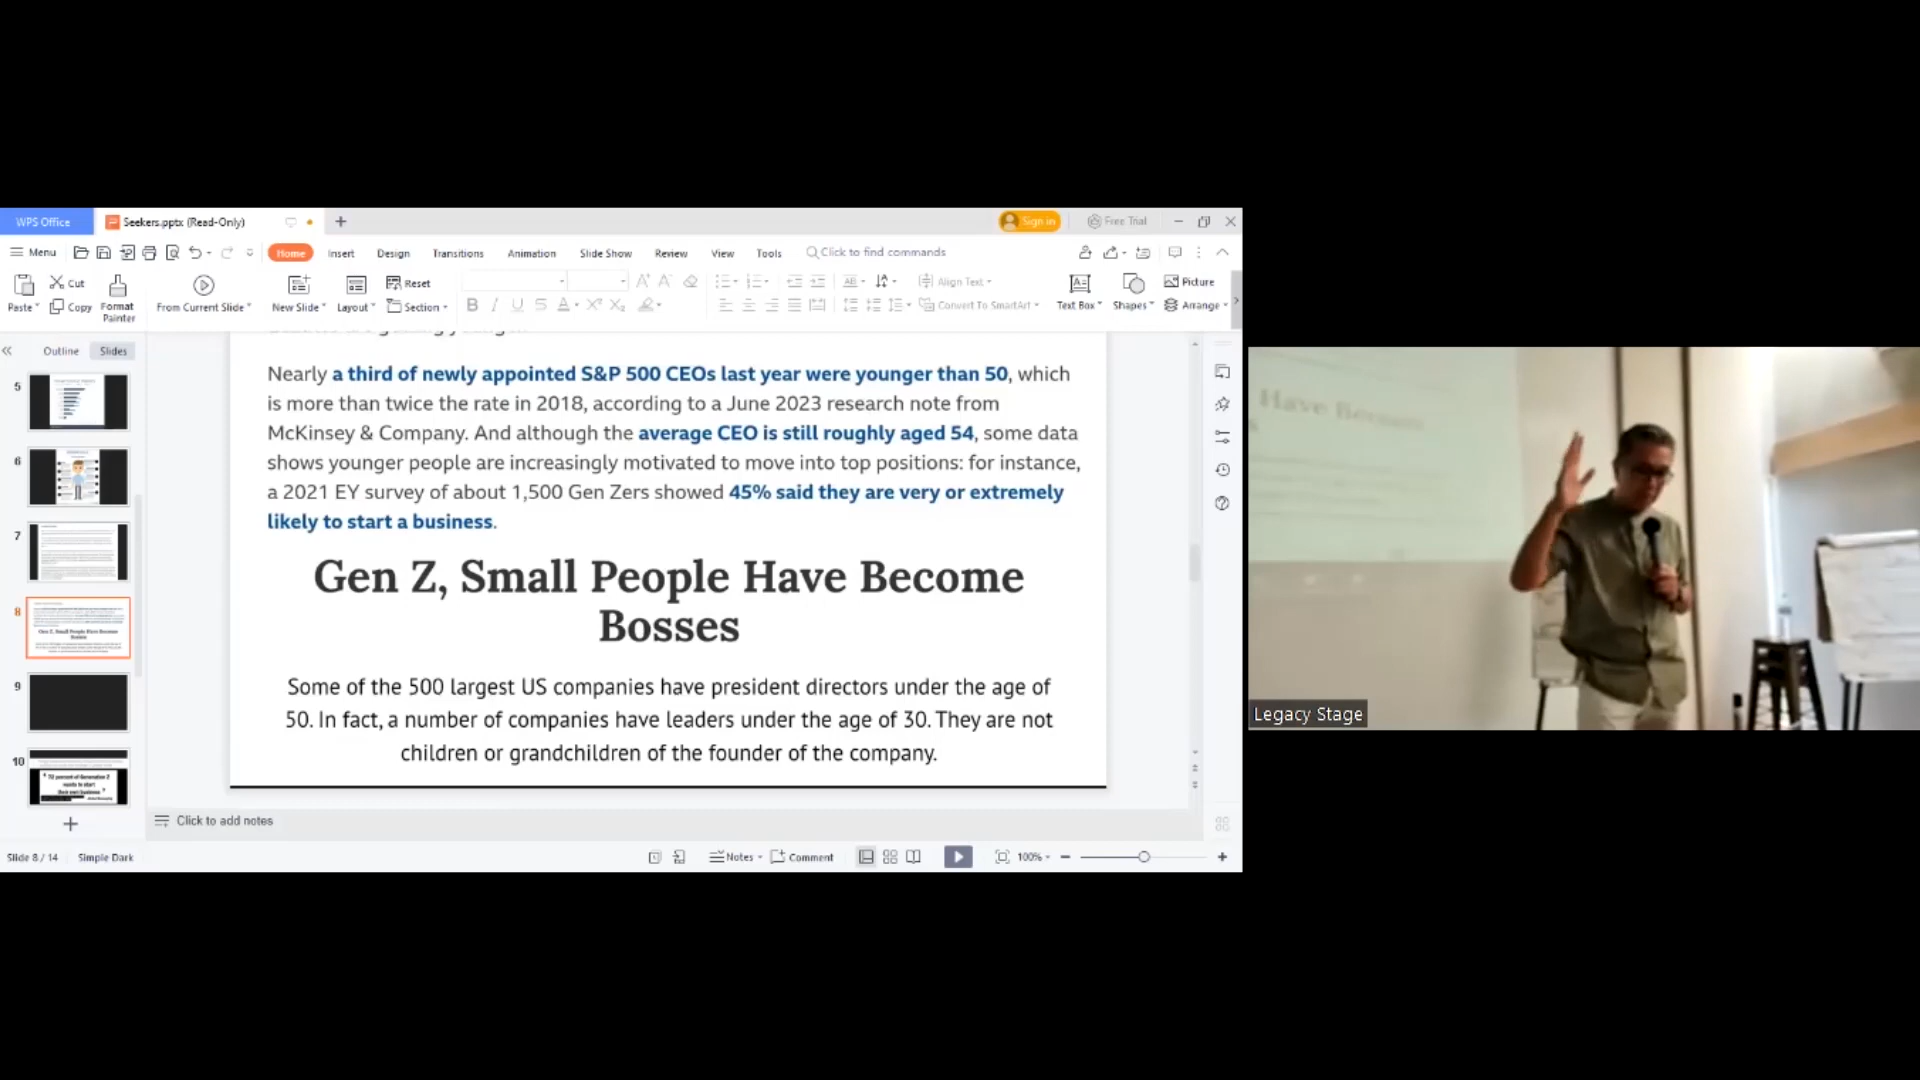 WPS Office
Seekers.pptx (Read-Only)
Sign in
Free Trial
Menu
Home
Insert
Design
Transitions
Animation
Slide Show
Review
View
Tools
Click to find commands
Paste
Cut
Copy
Format
Painter
From Current Slide
New Slide
Layout
Reset
Section
B I U S A X² X₂
Align Text
Convert To SmartArt
Text Box
Shapes
Picture
Arrange
Outline
Slides
5
6
7
8
9
10
Nearly a third of newly appointed S&P 500 CEOs last year were younger than 50, which
is more than twice the rate in 2018, according to a June 2023 research note from
McKinsey & Company. And although the average CEO is still roughly aged 54, some data
shows younger people are increasingly motivated to move into top positions: for instance,
a 2021 EY survey of about 1,500 Gen Zers showed 45% said they are very or extremely
likely to start a business.
Gen Z, Small People Have Become
Bosses
Some of the 500 largest US companies have president directors under the age of
50. In fact, a number of companies have leaders under the age of 30. They are not
children or grandchildren of the founder of the company.
Click to add notes
Slide 8 / 14
Simple Dark
Notes
Comment
100%
Have Become
Legacy Stage